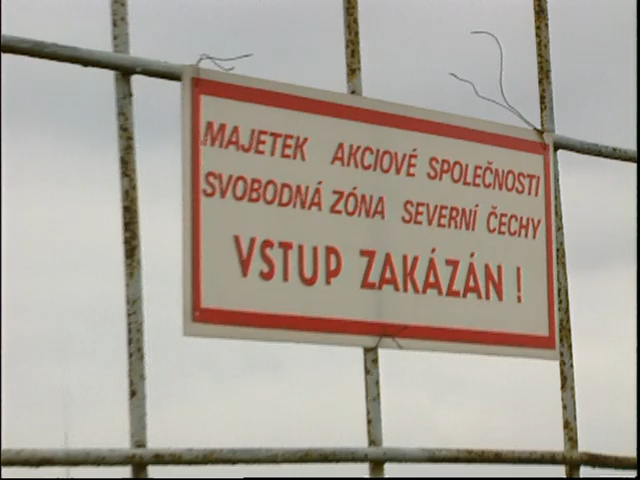 MAJETEK AKCIOVÉ SPOLEČNOSTI
SVOBODNÁ ZÓNA SEVERNÍ ČECHY
VSTUP ZAKÁZÁN !